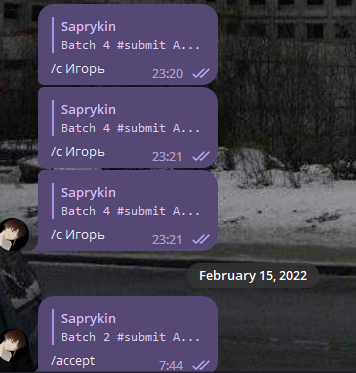 Saprykin
Batch 4 #submit A...
/c Игорь
23:20
Saprykin
Batch 4 #submit A...
/c Игорь
23:21
Saprykin
Batch 4 #submit A...
/c Игорь
23:21
February 15, 2022
Saprykin
Batch 2 #submit A...
/accept
7:44